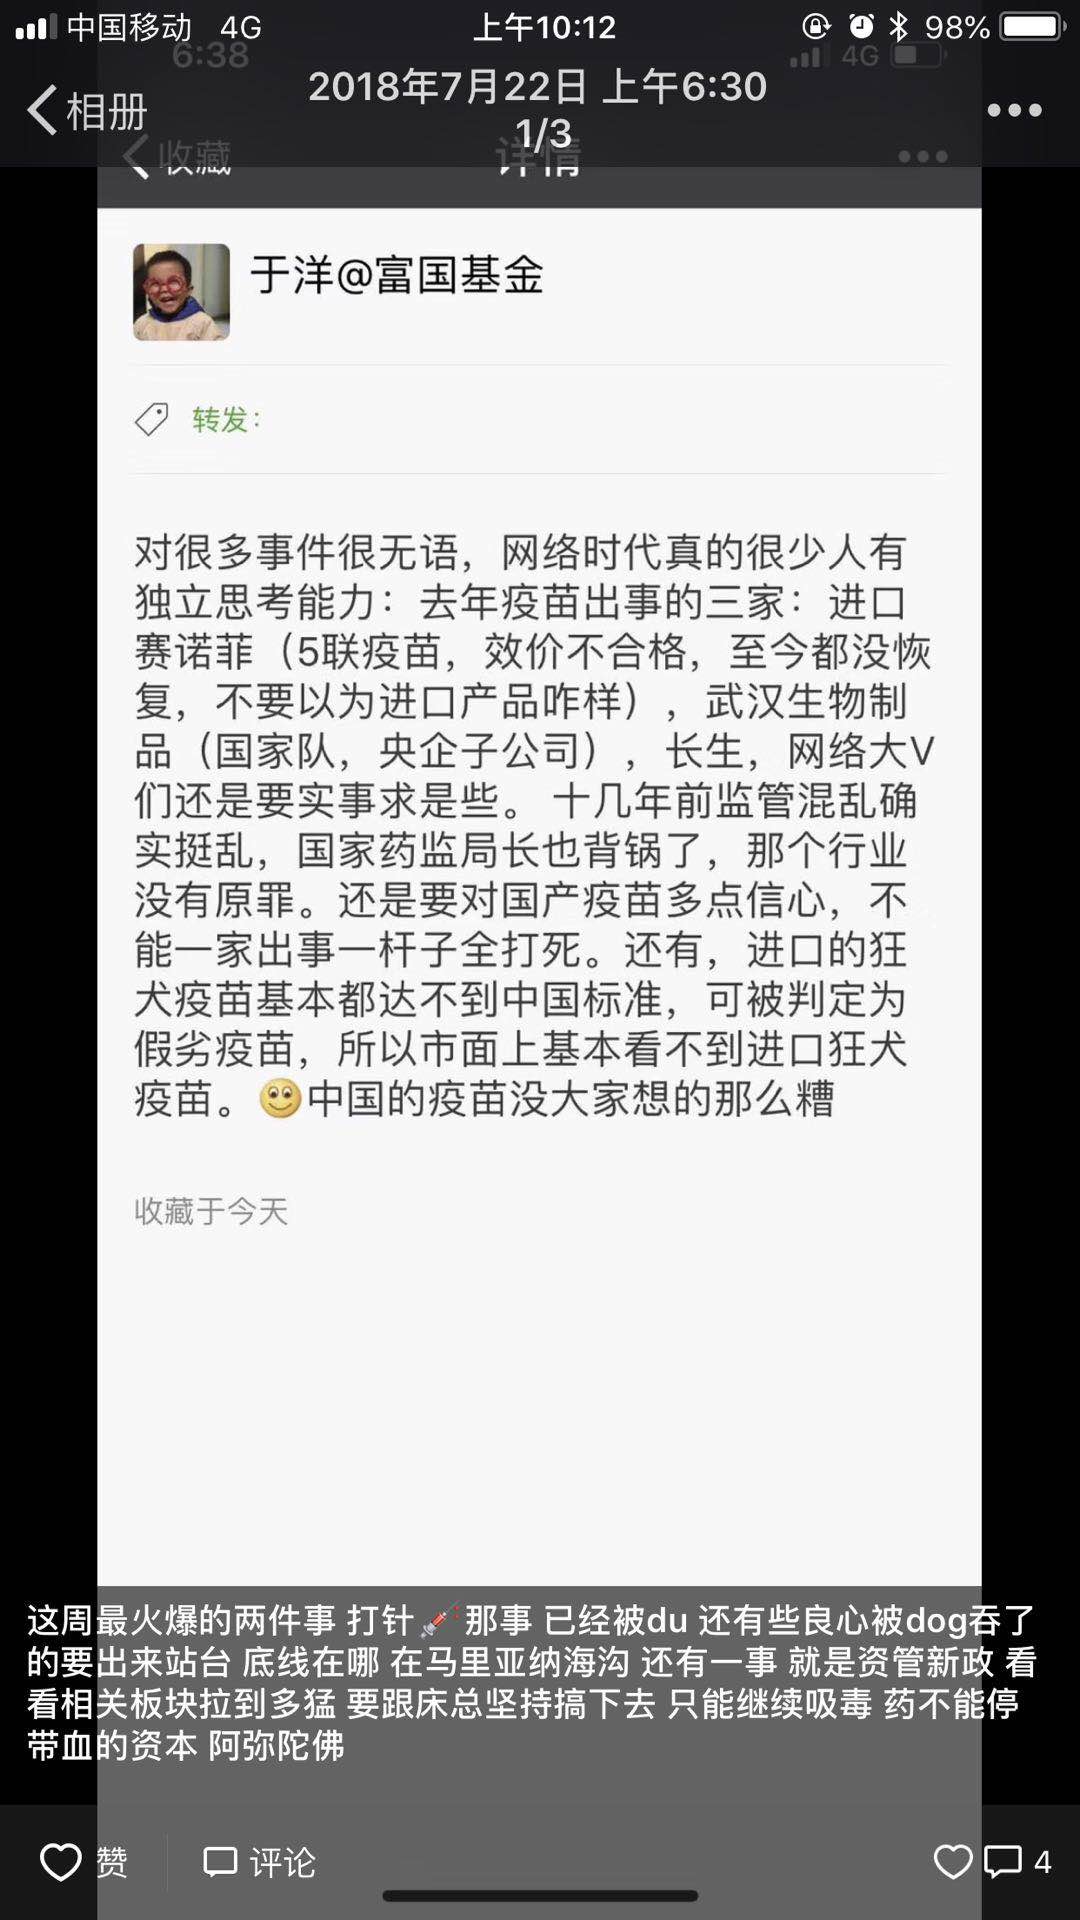 中国移动 4G 上午10:12 98%
6:38 4G
2018年7月22日 上午6:30
相册
1/3
收藏 详情
于洋@富国基金
转发：
对很多事件很无语，网络时代真的很少人有
独立思考能力：去年疫苗出事的三家：进口
赛诺菲（5联疫苗，效价不合格，至今都没恢
复，不要以为进口产品咋样），武汉生物制
品（国家队，央企子公司），长生，网络大V
们还是要实事求是些。 十几年前监管混乱确
实挺乱，国家药监局长也背锅了，那个行业
没有原罪。还是要对国产疫苗多点信心，不
能一家出事一杆子全打死。还有，进口的狂
犬疫苗基本都达不到中国标准，可被判定为
假劣疫苗，所以市面上基本看不到进口狂犬
疫苗。🙂中国的疫苗没大家想的那么糟
收藏于今天
这周最火爆的两件事 打针💉那事 已经被du 还有些良心被dog吞了
的要出来站台 底线在哪 在马里亚纳海沟 还有一事 就是资管新政 看
看相关板块拉到多猛 要跟床总坚持搞下去 只能继续吸毒 药不能停
带血的资本 阿弥陀佛
赞 评论 4